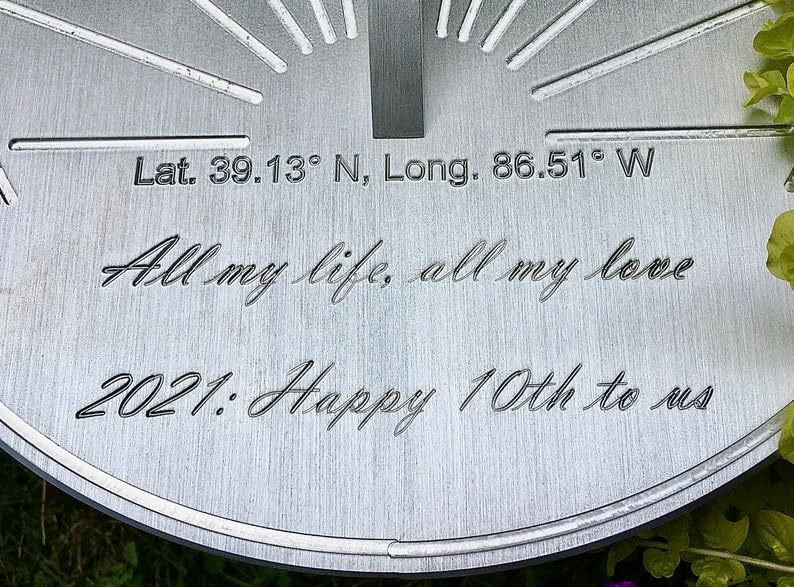 Lat. 39.13° N, Long. 86.51° W
All my life, all my love
2021: Happy 10th to us